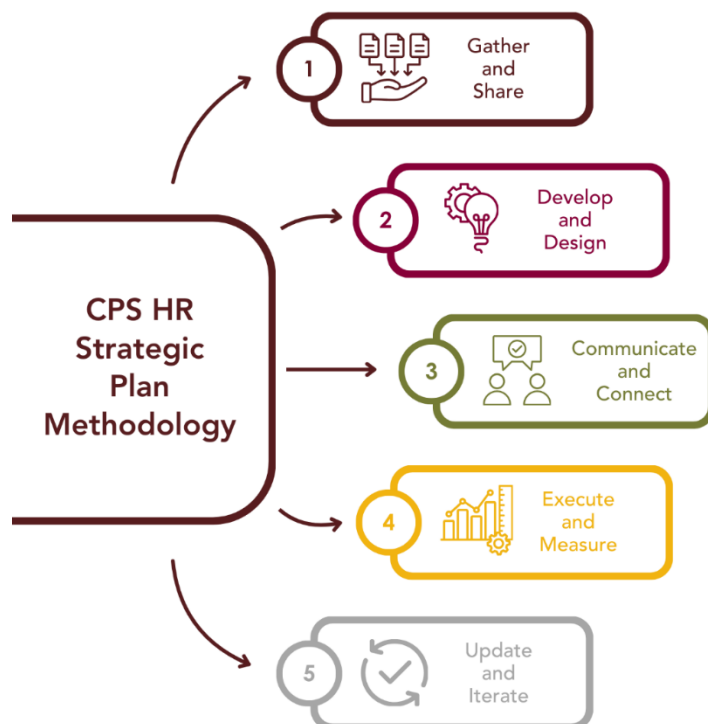 1
Gather
and
Share
2
Develop
and
Design
CPS HR
Strategic
Plan
Methodology
3
Communicate
and
Connect
4
Execute
and
Measure
5
Update
and
Iterate